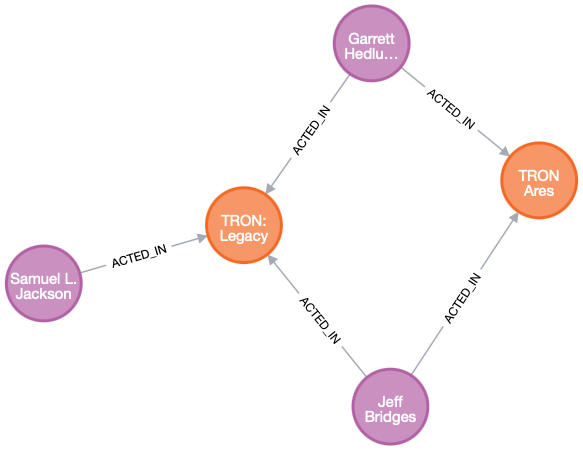 Garrett
Hedlu…
ACTED_IN
ACTED_IN
TRON
Ares
TRON:
Legacy
ACTED_IN
Samuel L.
Jackson
ACTED_IN
ACTED_IN
Jeff
Bridges